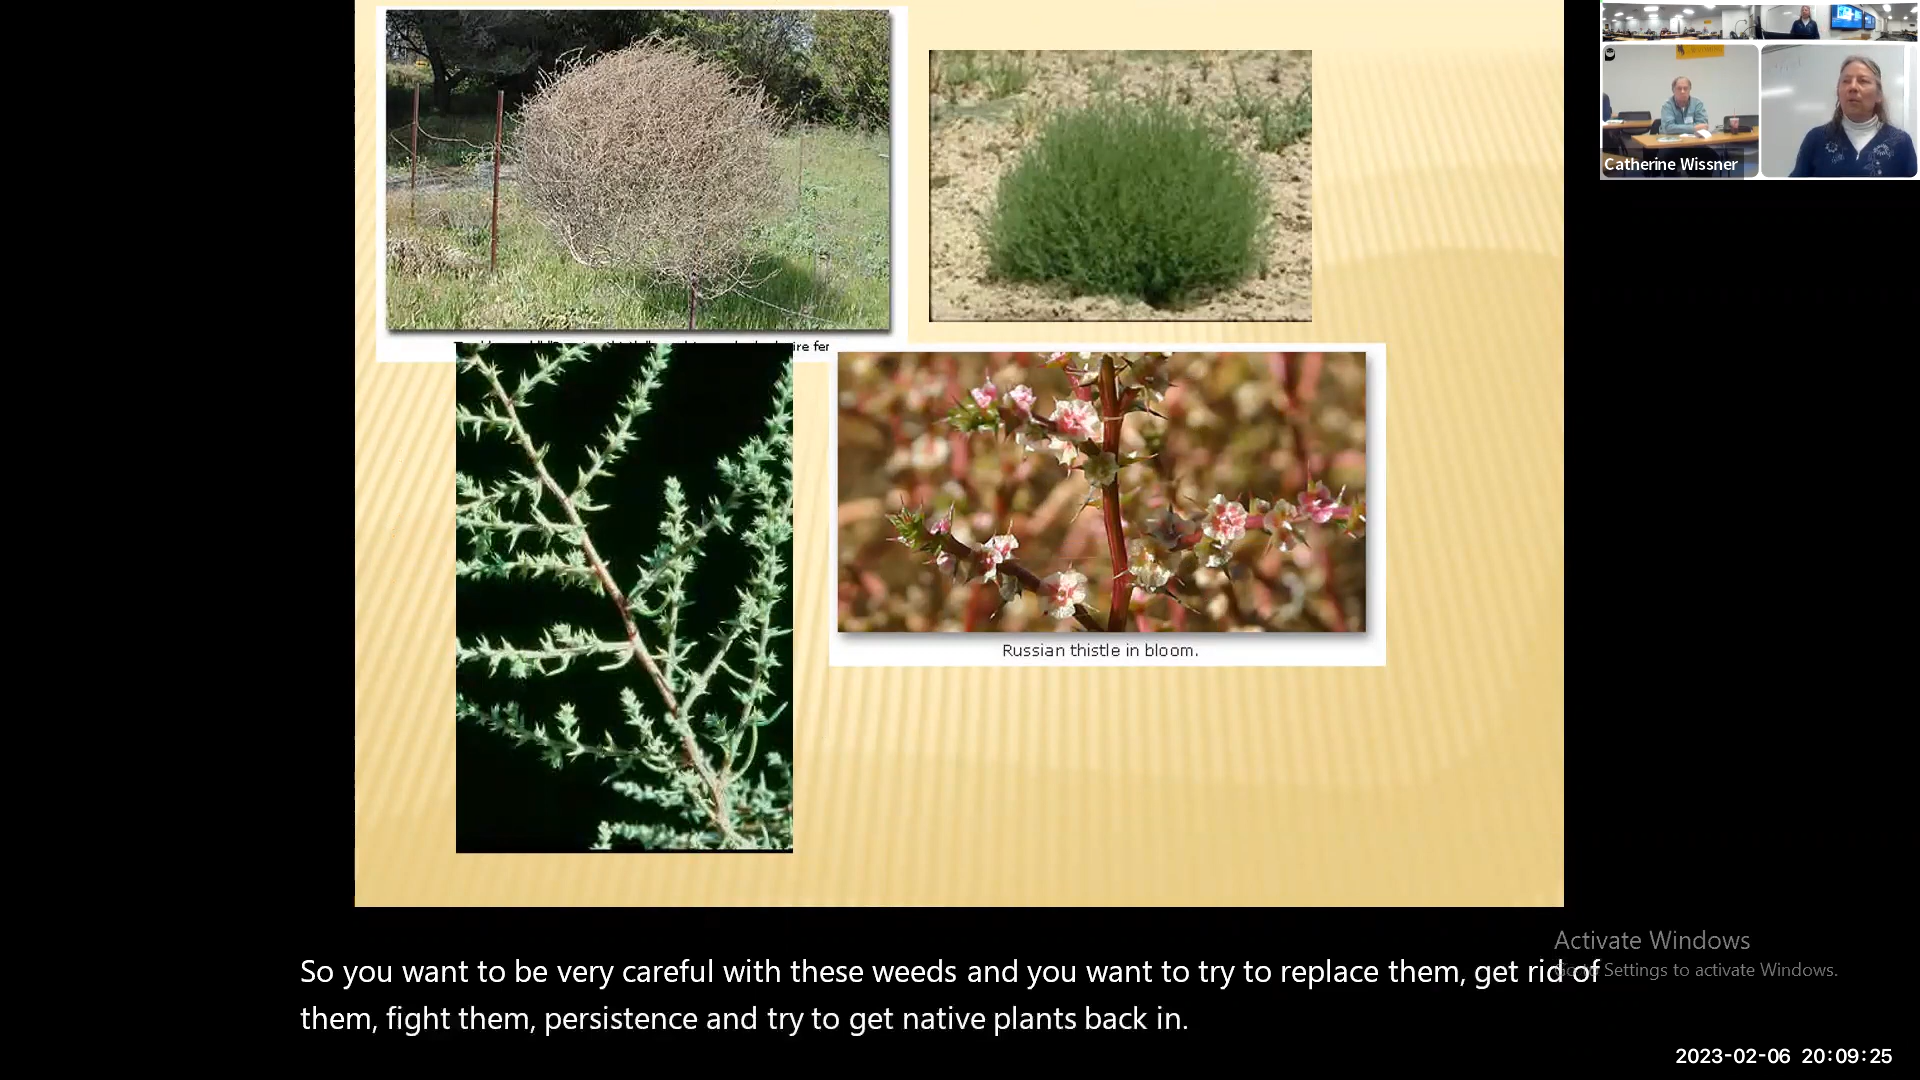 Catherine Wissner
ire fer
Russian thistle in bloom.
Activate Windows
So you want to be very careful with these weeds and you want to try to replace them, get rid of
Settings to activate Windows.
them, fight them, persistence and try to get native plants back in.
2023-02-06 20:09:25